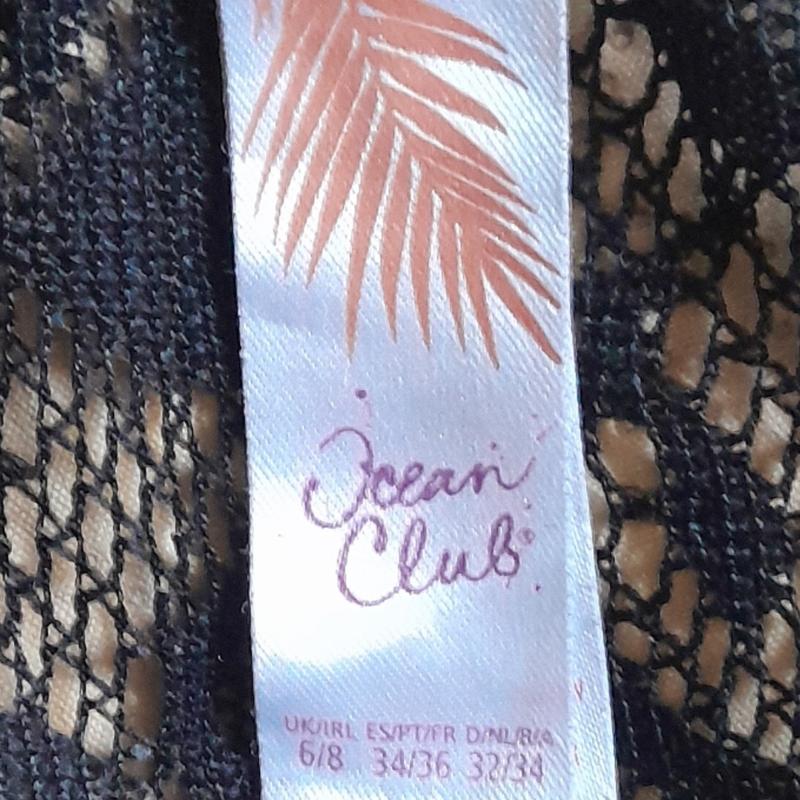 Ocean
Club®
UK/IRL ES/PT/FR D/NL/B/A
6/8 34/36 32/34